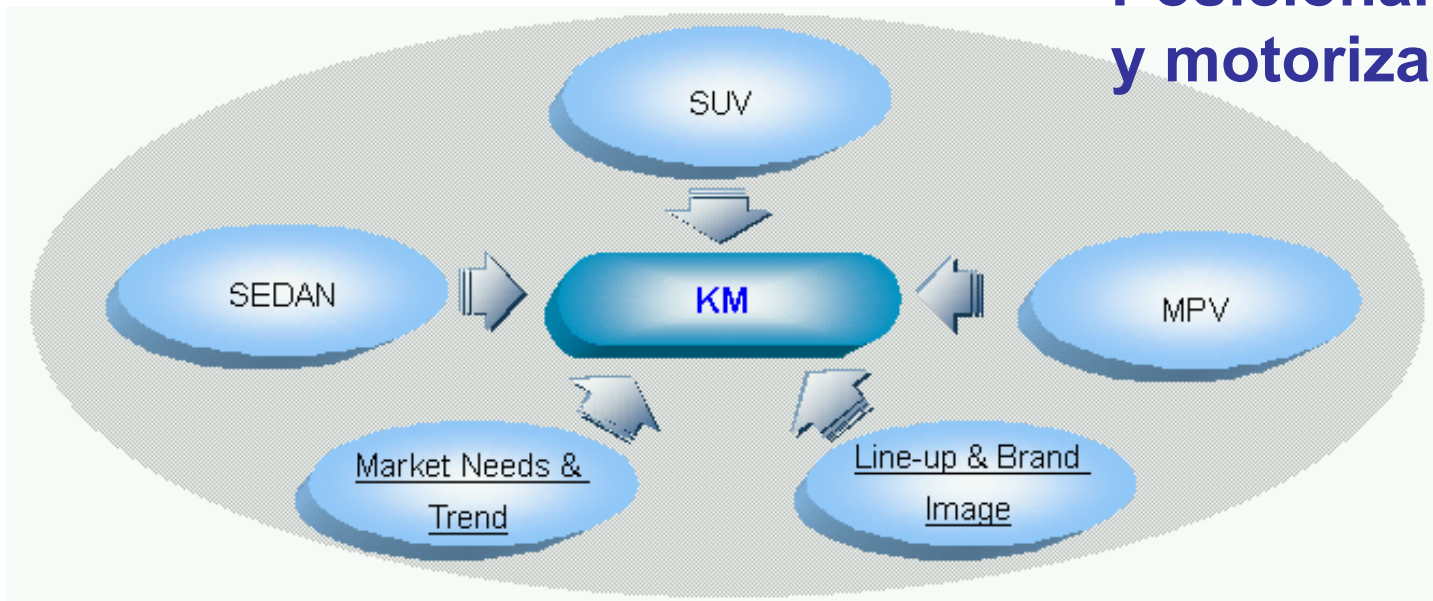 y motoriza
SUV
SEDAN
KM
MPV
Market Needs &
Trend
Line-up & Brand
Image